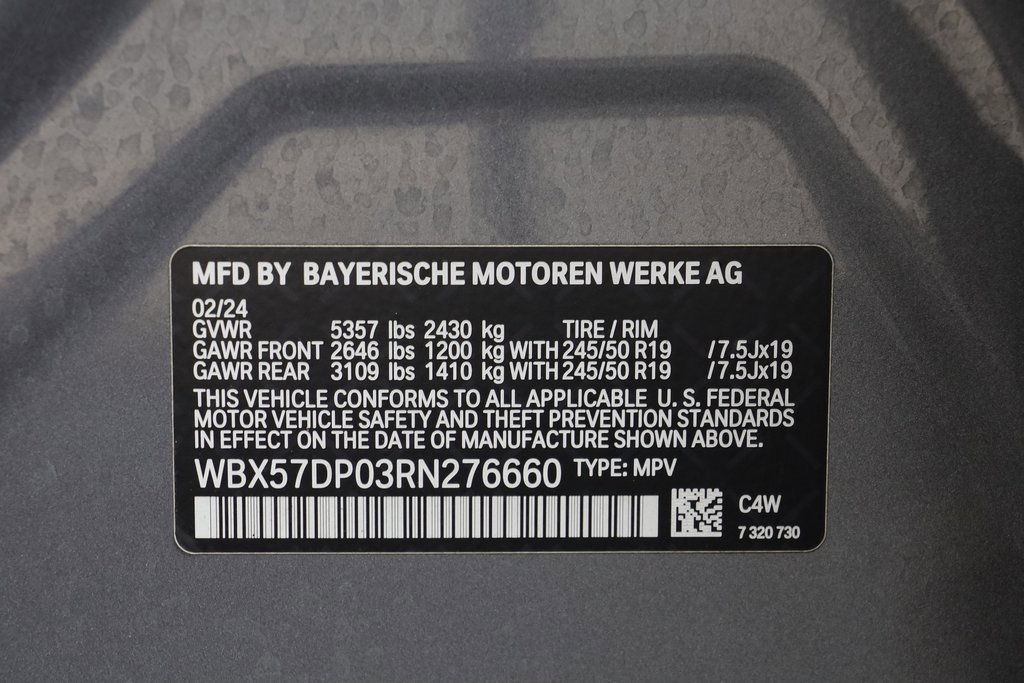 MFD BY BAYERISCHE MOTOREN WERKE AG
02/24
GVWR 5357 lbs 2430 kg TIRE / RIM
GAWR FRONT 2646 lbs 1200 kg WITH 245/50 R19 /7.5Jx19
GAWR REAR 3109 lbs 1410 kg WITH 245/50 R19 /7.5Jx19
THIS VEHICLE CONFORMS TO ALL APPLICABLE U. S. FEDERAL
MOTOR VEHICLE SAFETY AND THEFT PREVENTION STANDARDS
IN EFFECT ON THE DATE OF MANUFACTURE SHOWN ABOVE.
WBX57DP03RN276660 TYPE: MPV
C4W
7 320 730